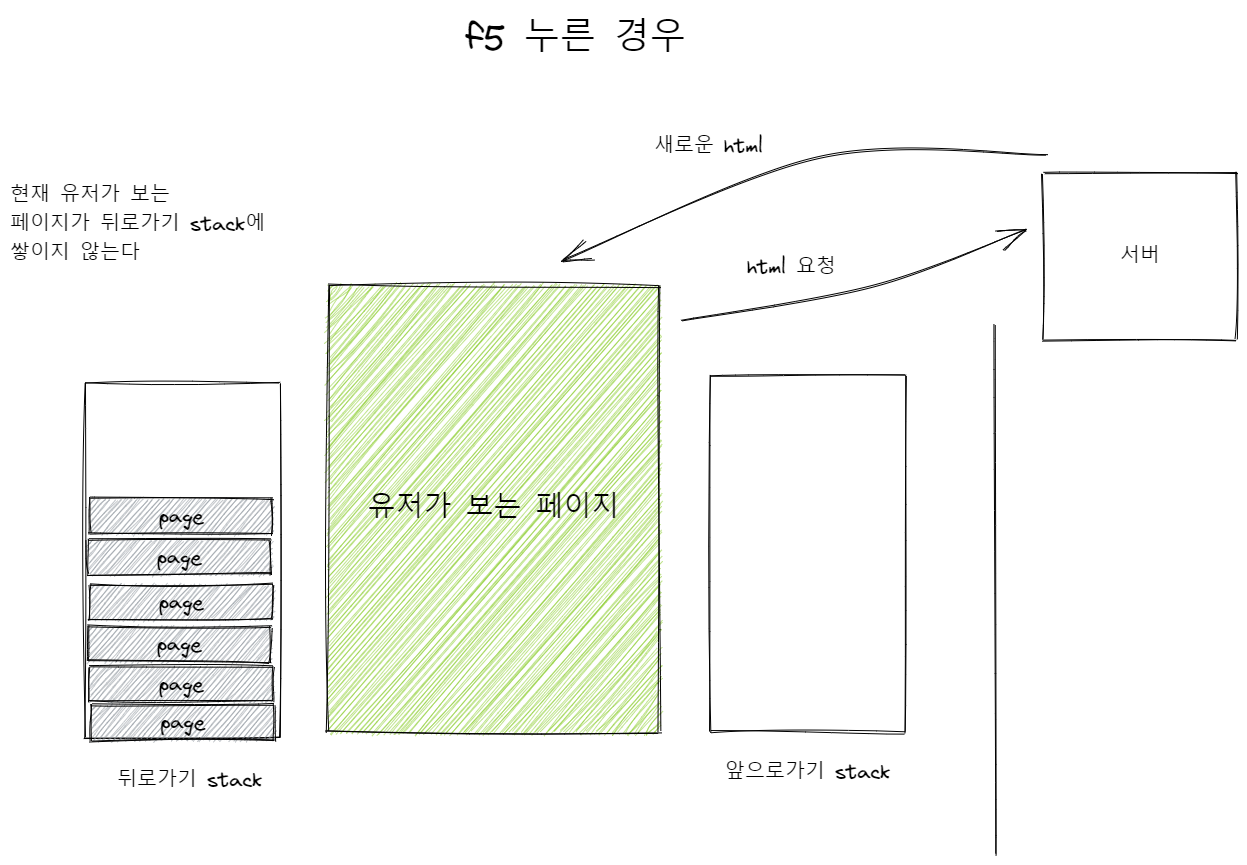 f5 누른 경우
새로운 html
현재 유저가 보는
페이지가 뒤로가기 stack에
쌓이지 않는다
html 요청
서버
유저가 보는 페이지
page
page
page
page
page
page
뒤로가기 stack
앞으로가기 stack